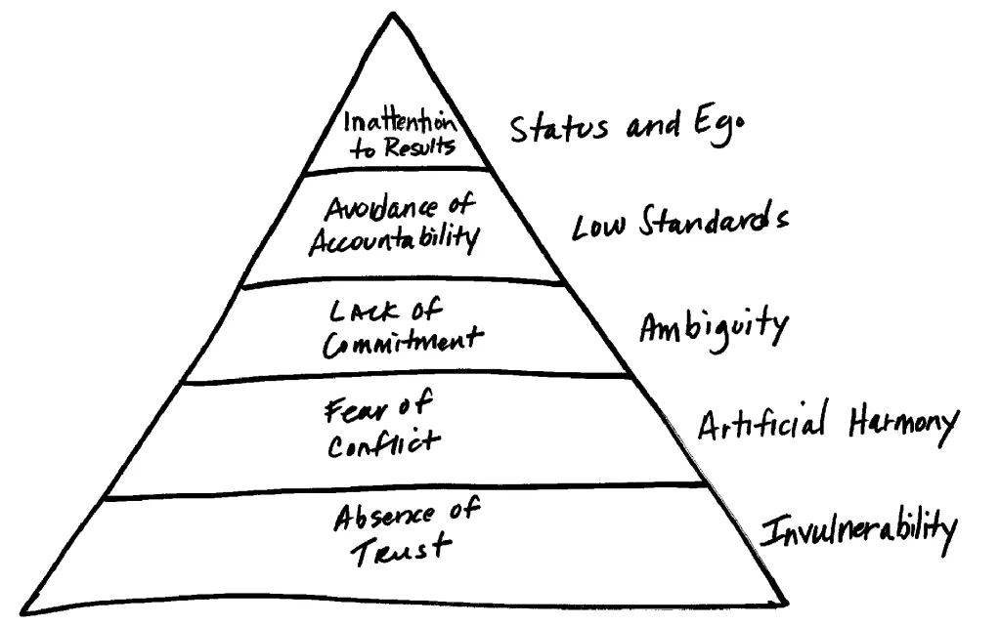 Inattention
to Results
Status and Ego
Avoidance of
Accountability
Low Standards
Lack of
Commitment
Ambiguity
Fear of
Conflict
Artificial Harmony
Absence of
Trust
Invulnerability